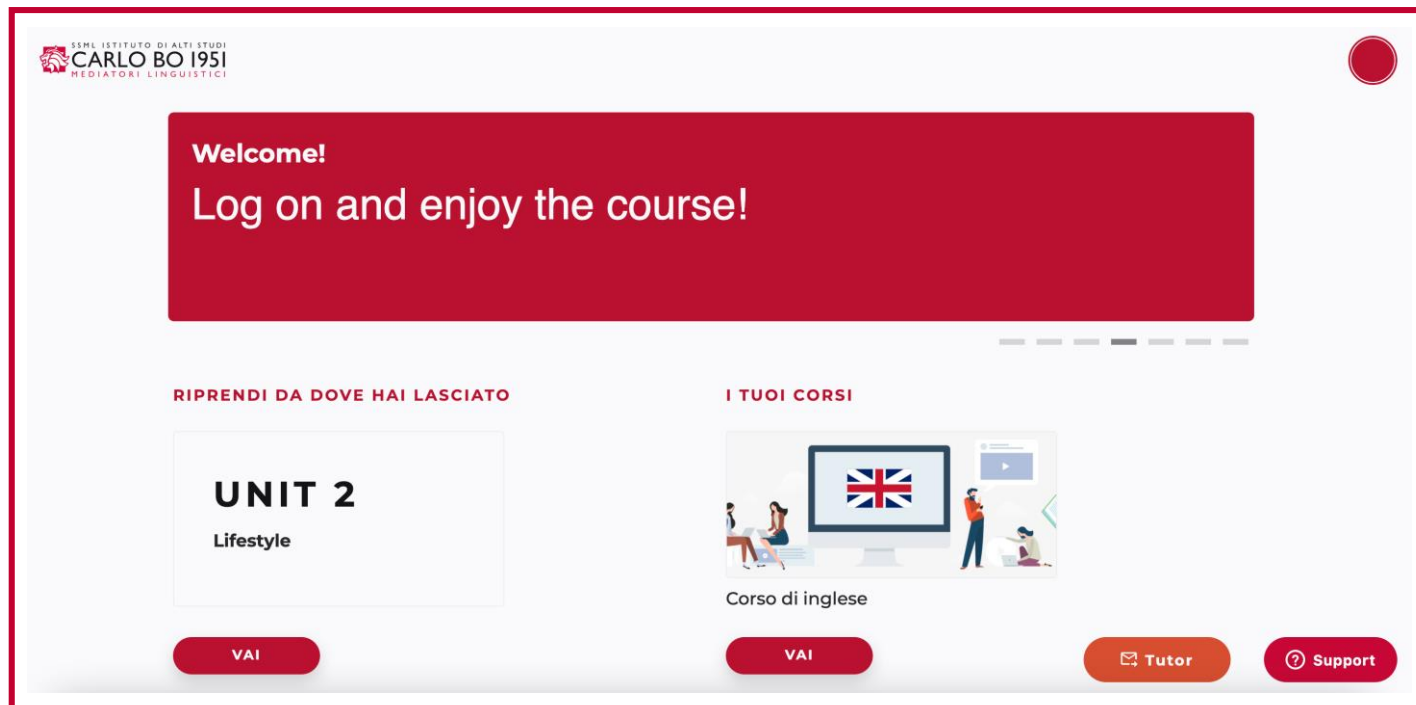 SSML ISTITUTO DI ALTI STUDI
CARLO BO 1951
MEDIATORI LINGUISTICI
Welcome!
Log on and enjoy the course!
RIPRENDI DA DOVE HAI LASCIATO
UNIT 2
Lifestyle
VAI
I TUOI CORSI
Corso di inglese
VAI
Tutor
Support